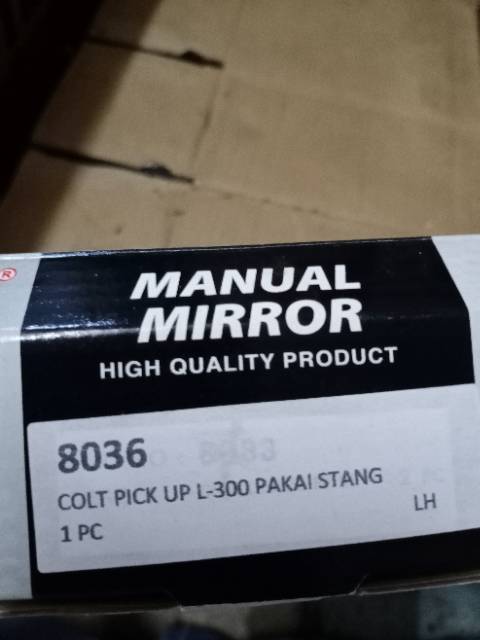 ®
MANUAL
MIRROR
HIGH QUALITY PRODUCT
8036
COLT PICK UP L-300 PAKAI STANG
LH
1 PC